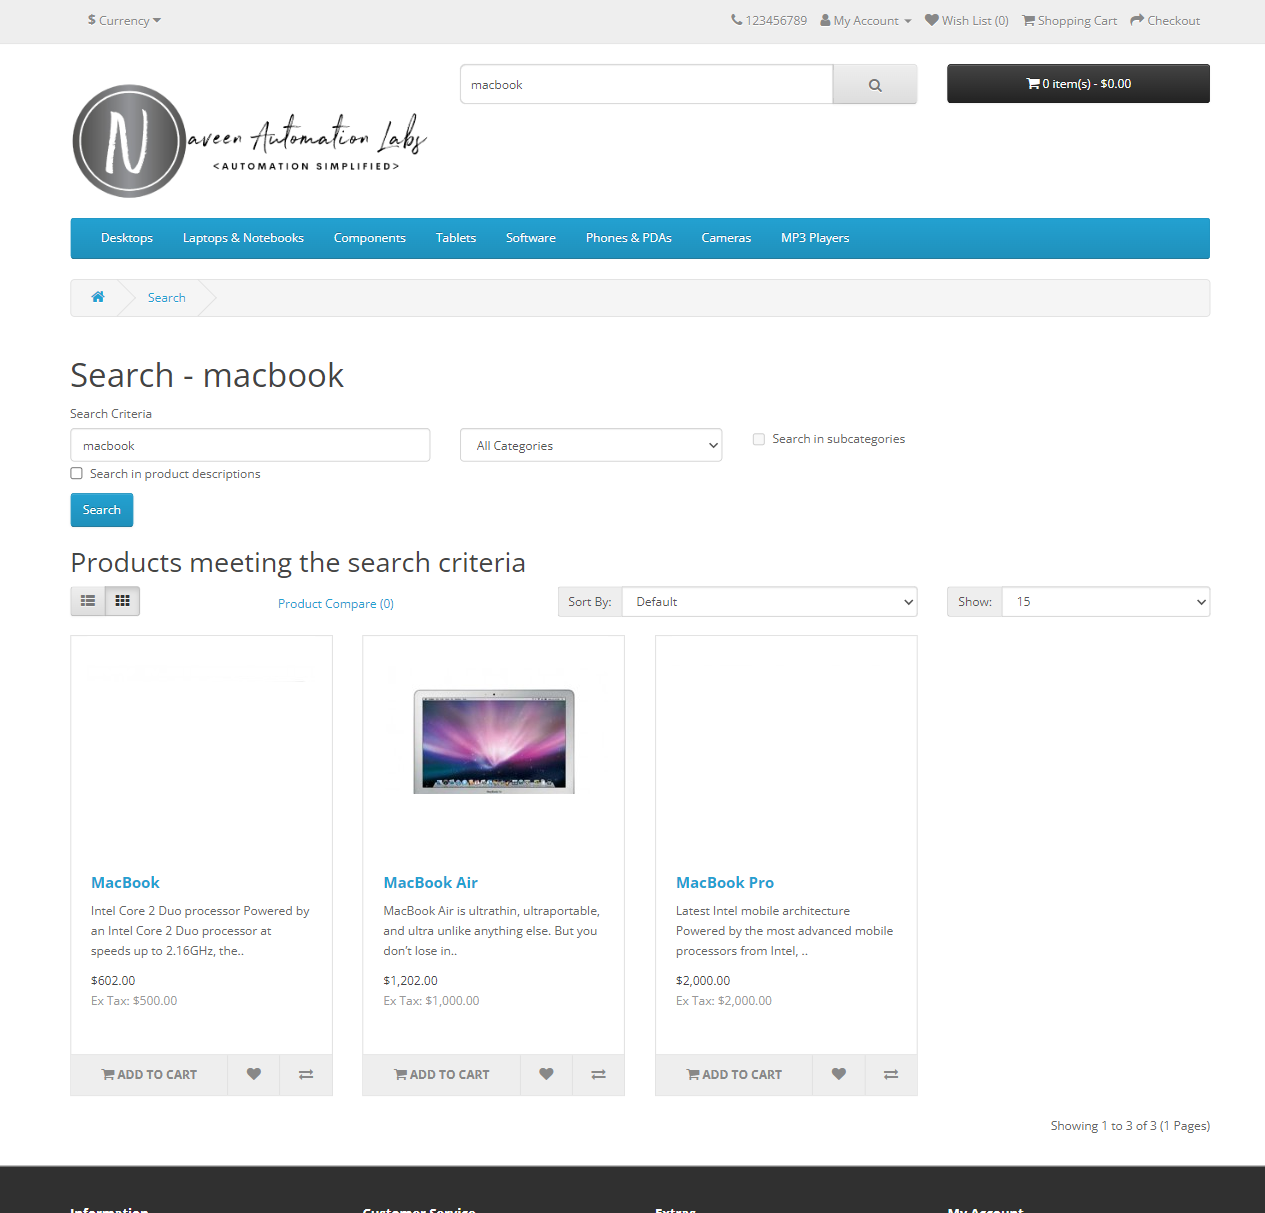 $ Currency
123456789 My Account Wish List (0) Shopping Cart Checkout
N aveen Automation Labs
<AUTOMATION SIMPLIFIED>
macbook
0 item(s) - $0.00
Desktops Laptops & Notebooks Components Tablets Software Phones & PDAs Cameras MP3 Players
Search
Search - macbook
Search Criteria
macbook
All Categories
Search in subcategories
Search in product descriptions
Search
Products meeting the search criteria
Product Compare (0)
Sort By: Default
Show: 15
MacBook
Intel Core 2 Duo processor Powered by
an Intel Core 2 Duo processor at
speeds up to 2.16GHz, the..
$602.00
Ex Tax: $500.00
ADD TO CART
MacBook Air
MacBook Air is ultrathin, ultraportable,
and ultra unlike anything else. But you
don’t lose in..
$1,202.00
Ex Tax: $1,000.00
ADD TO CART
MacBook Pro
Latest Intel mobile architecture
Powered by the most advanced mobile
processors from Intel, ..
$2,000.00
Ex Tax: $2,000.00
ADD TO CART
Showing 1 to 3 of 3 (1 Pages)
Information Customer Service Extras My Account